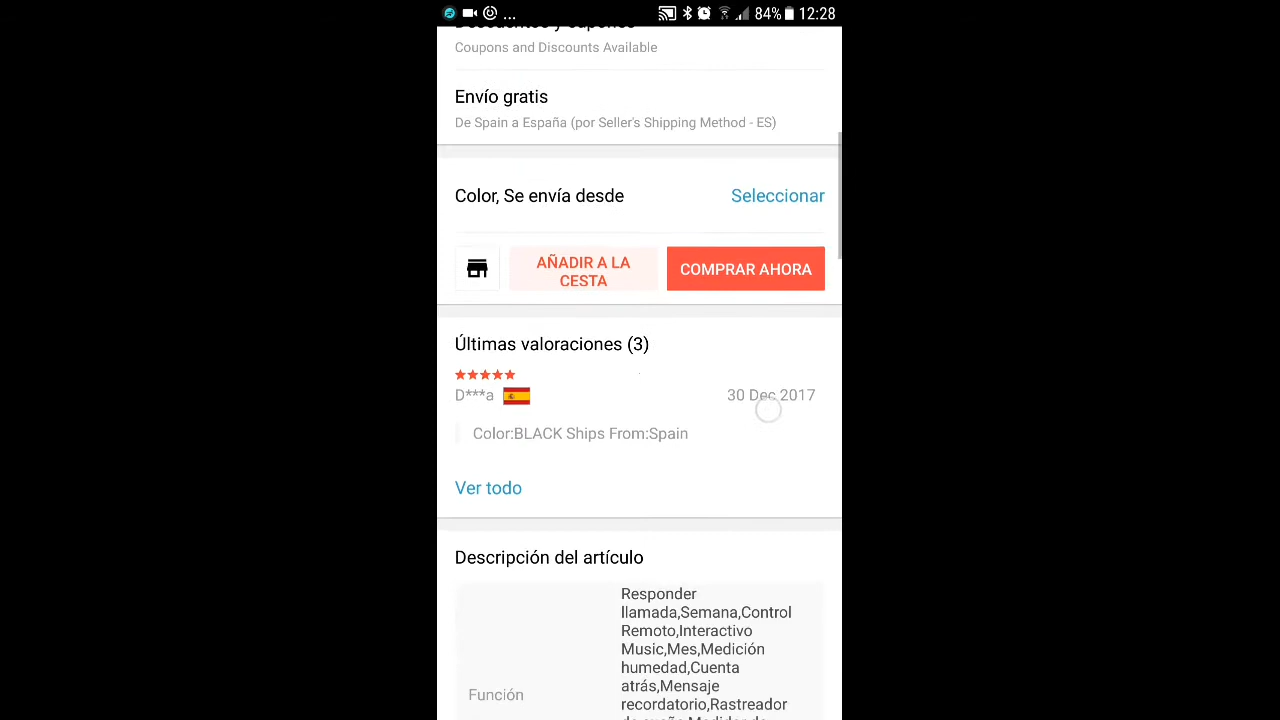 ... 84% 12:28
Descuentos y cupones
Coupons and Discounts Available
Envío gratis
De Spain a España (por Seller's Shipping Method - ES)
Color, Se envía desde Seleccionar
AÑADIR A LA
CESTA
COMPRAR AHORA
Últimas valoraciones (3)
D***a 30 Dec 2017
Color:BLACK Ships From:Spain
Ver todo
Descripción del artículo
Responder
llamada,Semana,Control
Remoto,Interactivo
Music,Mes,Medición
humedad,Cuenta
atrás,Mensaje
Función
recordatorio,Rastreador